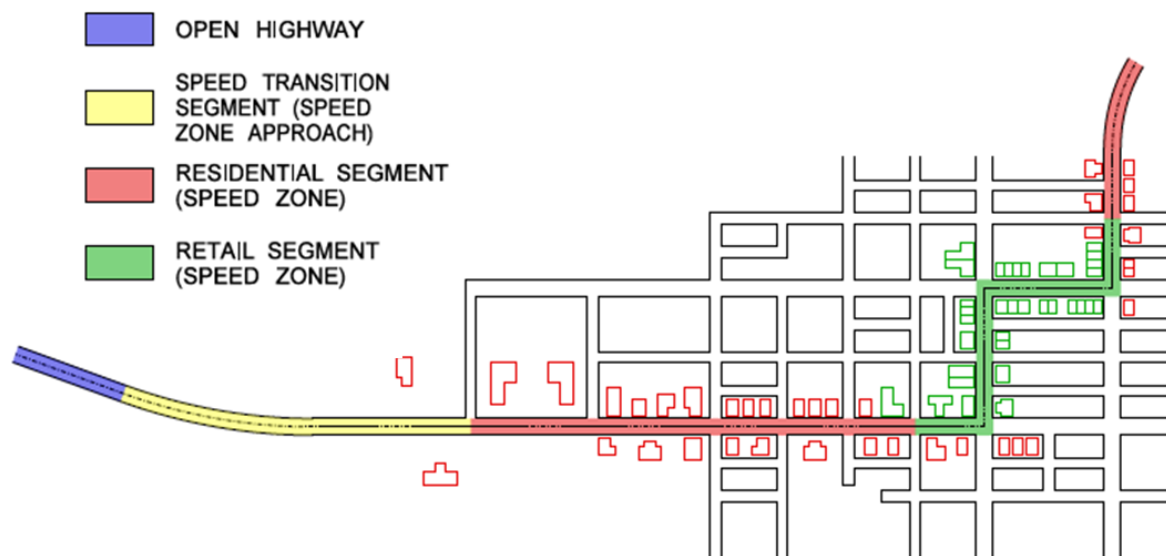 OPEN HIGHWAY
SPEED TRANSITION
SEGMENT (SPEED
ZONE APPROACH)
RESIDENTIAL SEGMENT
(SPEED ZONE)
RETAIL SEGMENT
(SPEED ZONE)